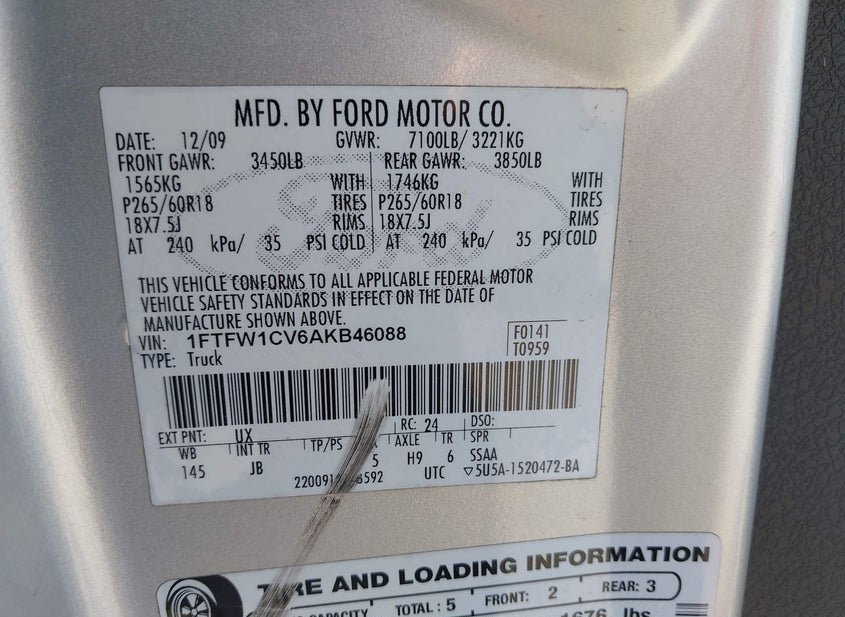 MFD. BY FORD MOTOR CO.
DATE: 12/09 GVWR: 7100LB/ 3221KG
FRONT GAWR: 3450LB REAR GAWR: 3850LB
1565KG WITH 1746KG WITH
P265/60R18 TIRES P265/60R18 TIRES
18X7.5J RIMS 18X7.5J RIMS
AT 240 kPa/ 35 PSI COLD AT 240 kPa/ 35 PSI COLD
Ford
THIS VEHICLE CONFORMS TO ALL APPLICABLE FEDERAL MOTOR
VEHICLE SAFETY STANDARDS IN EFFECT ON THE DATE OF
MANUFACTURE SHOWN ABOVE.
VIN: 1FTFW1CV6AKB46088 F0141
TYPE: Truck T0959
EXT PNT: UX RC: 24 DSO:
WB INT TR TP/PS AXLE TR SPR
145 JB 5 H9 6 SSAA
UTC ▽5U5A-1520472-BA
TIRE AND LOADING INFORMATION
CAPACITY TOTAL : 5 FRONT: 2 REAR: 3
1676 lbs